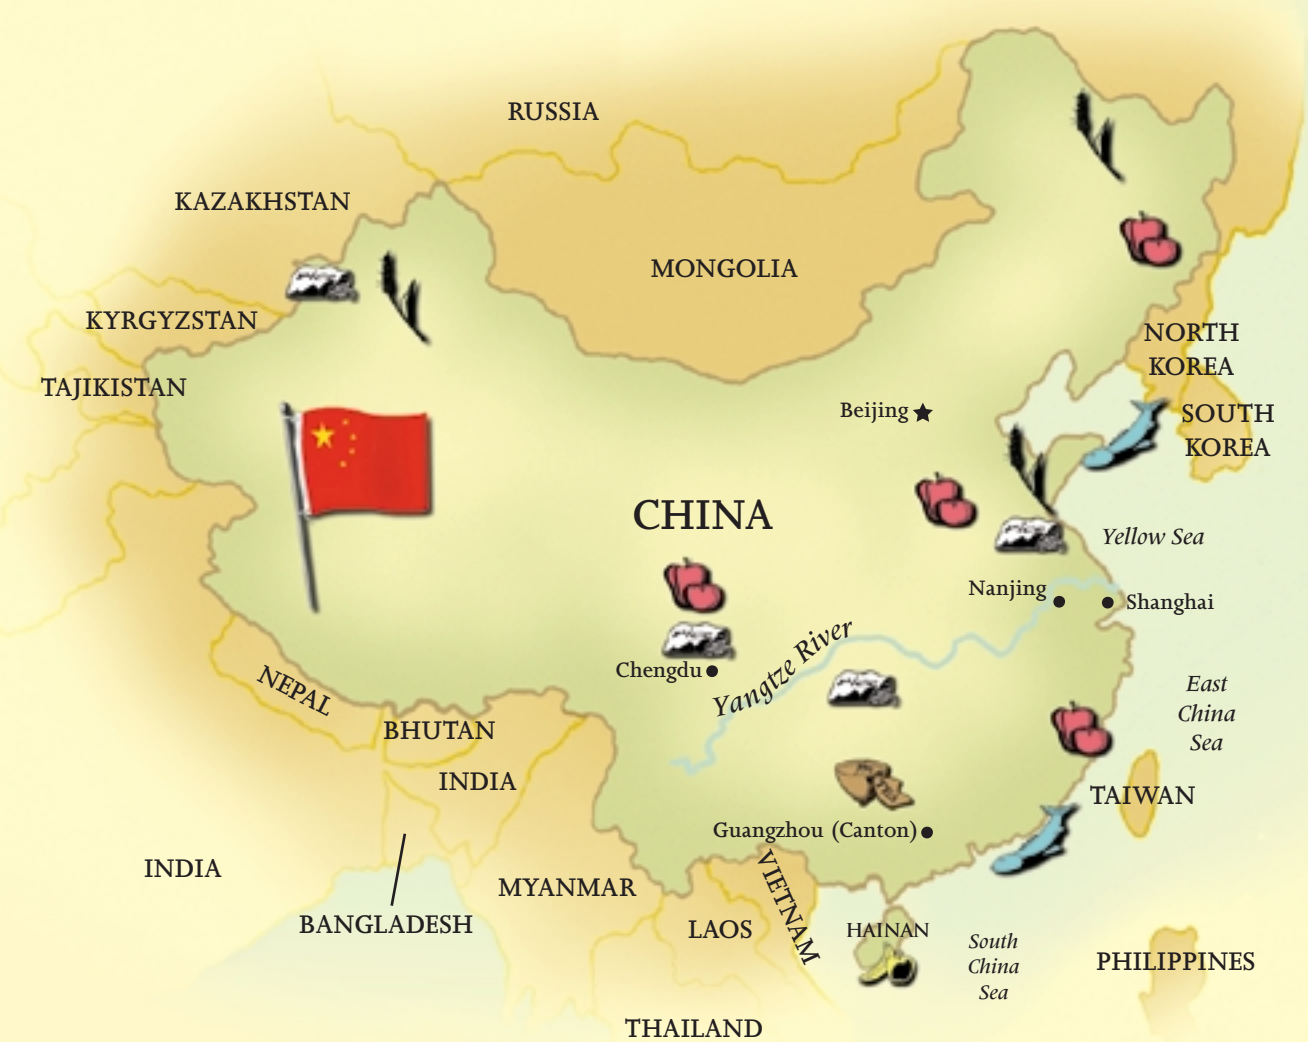 RUSSIA
KAZAKHSTAN
MONGOLIA
KYRGYZSTAN
NORTH
KOREA
TAJIKISTAN
Beijing
SOUTH
KOREA
CHINA
Yellow Sea
Nanjing
Shanghai
Yangtze River
Chengdu
NEPAL
East
China
Sea
BHUTAN
INDIA
TAIWAN
Guangzhou (Canton)
INDIA
MYANMAR
VIETNAM
BANGLADESH
LAOS
HAINAN
South
China
Sea
PHILIPPINES
THAILAND